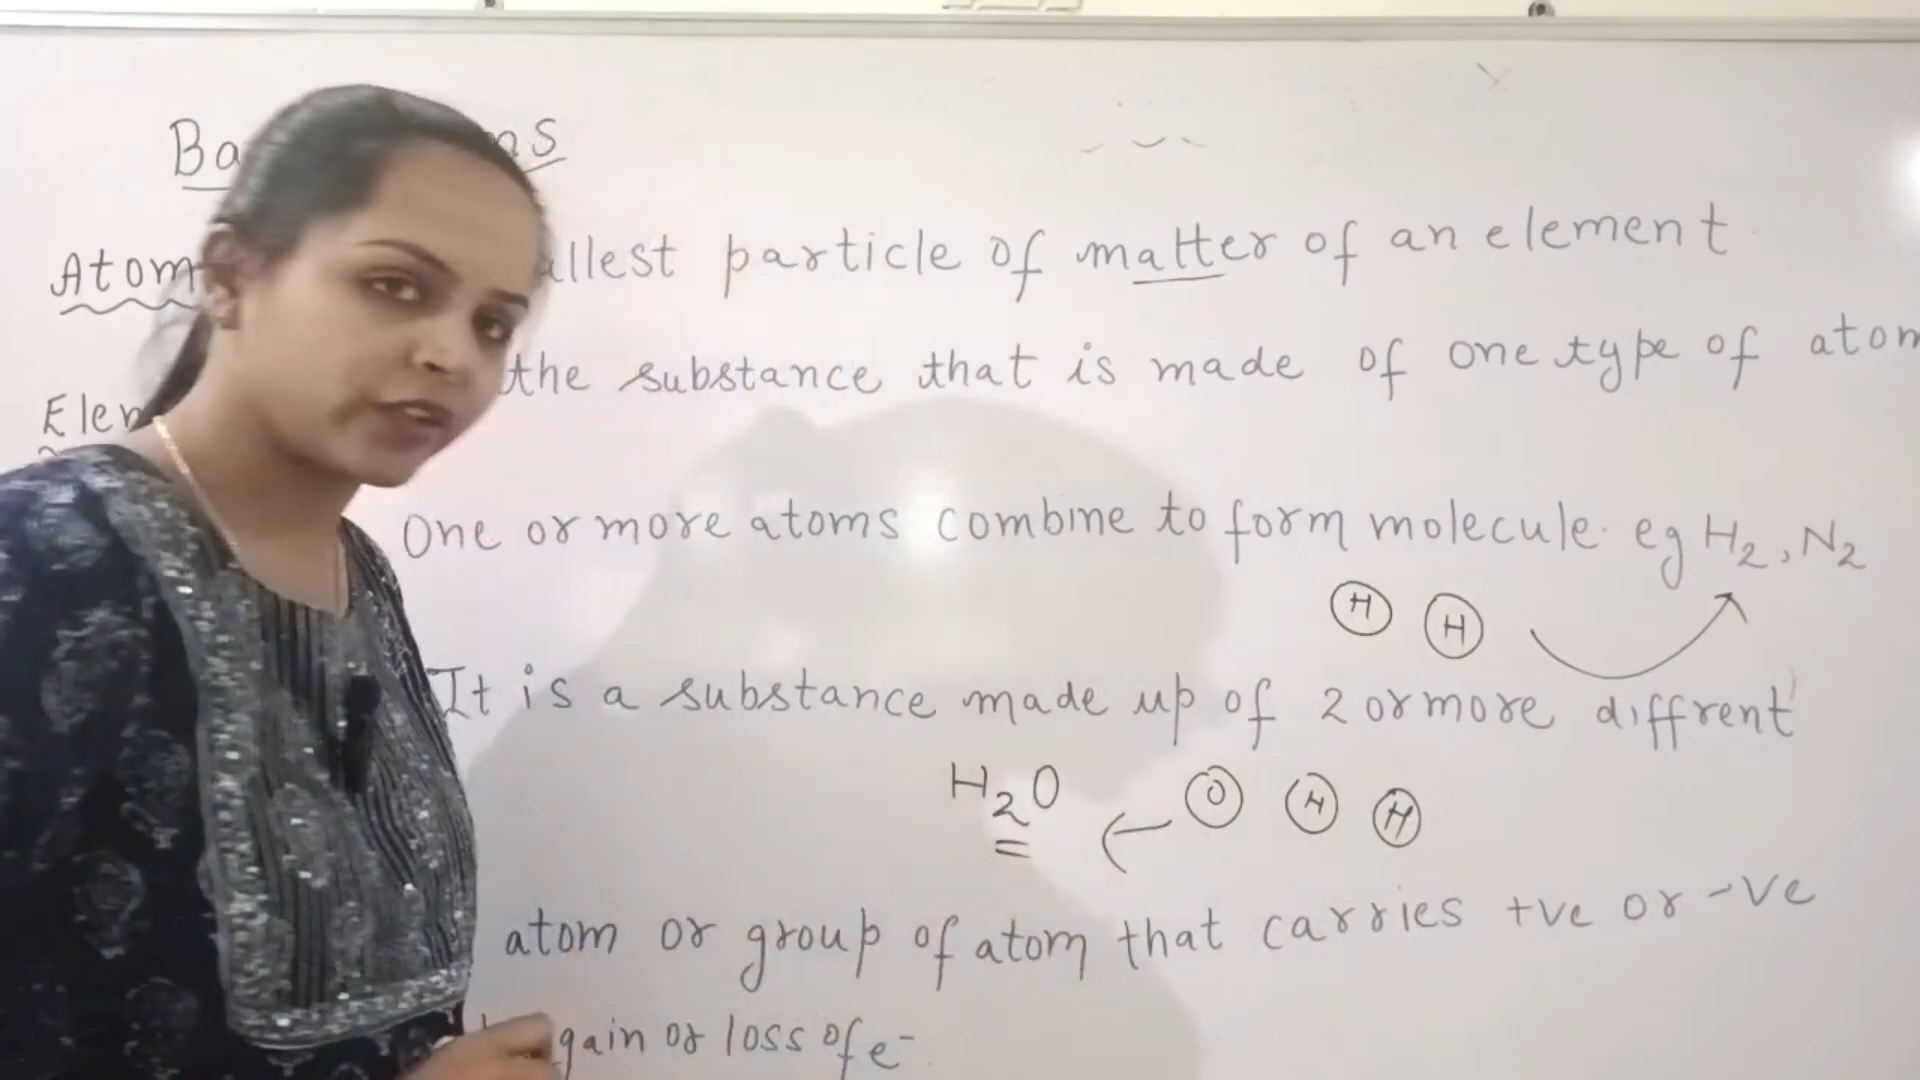 Ba ns
Atom allest particle of matter of an element
Elem the substance that is made of one type of atom
One or more atoms combine to form molecule. eg H2, N2
H H
It is a substance made up of 2 or more diffrent
H2O O H H
atom or group of atom that carries +ve or -ve
gain or loss of e-